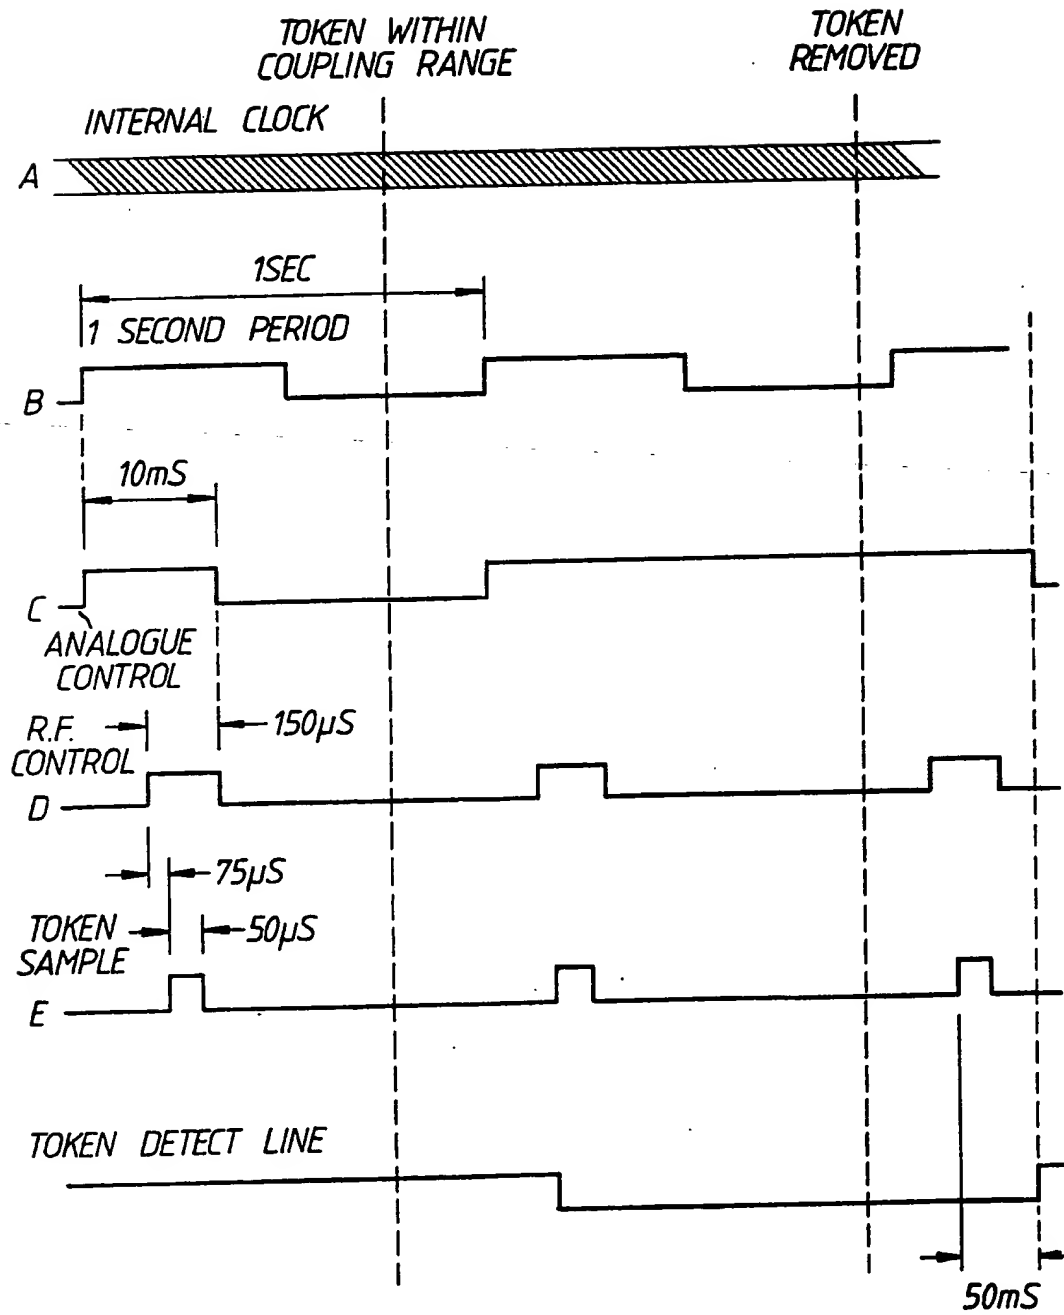 TOKEN WITHIN
COUPLING RANGE
TOKEN
REMOVED
INTERNAL CLOCK
A
1SEC
1 SECOND PERIOD
B
10mS
C
ANALOGUE
CONTROL
R.F.
CONTROL
150µS
D
75µS
TOKEN
SAMPLE
50µS
E
TOKEN DETECT LINE
50mS